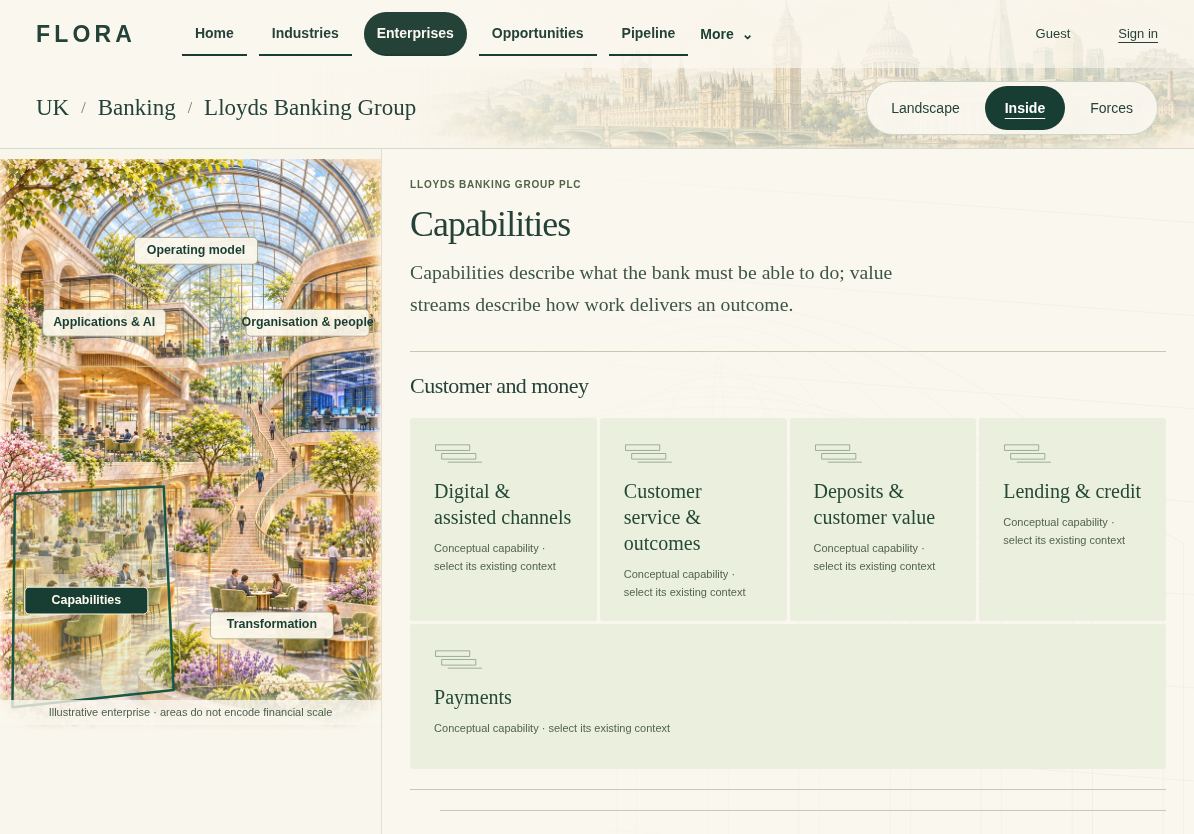 FLORA
Home
Industries
Enterprises
Opportunities
Pipeline
More
Guest
Sign in
UK / Banking / Lloyds Banking Group
Landscape
Inside
Forces
Operating model
Applications & AI
Organisation & people
Capabilities
Transformation
Illustrative enterprise · areas do not encode financial scale
LLOYDS BANKING GROUP PLC
Capabilities
Capabilities describe what the bank must be able to do; value
streams describe how work delivers an outcome.
Customer and money
Digital &
assisted channels
Conceptual capability ·
select its existing context
Customer
service &
outcomes
Conceptual capability ·
select its existing context
Deposits &
customer value
Conceptual capability ·
select its existing context
Lending & credit
Conceptual capability ·
select its existing context
Payments
Conceptual capability · select its existing context